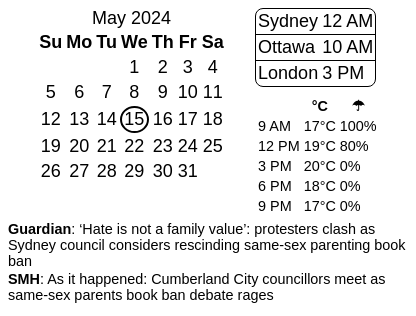 May 2024
Su Mo Tu We Th Fr Sa
1 2 3 4
5 6 7 8 9 10 11
12 13 14 15 16 17 18
19 20 21 22 23 24 25
26 27 28 29 30 31
Sydney 12 AM
Ottawa 10 AM
London 3 PM
°C ☂
9 AM 17°C 100%
12 PM 19°C 80%
3 PM 20°C 0%
6 PM 18°C 0%
9 PM 17°C 0%
Guardian: ‘Hate is not a family value’: protesters clash as
Sydney council considers rescinding same-sex parenting book
ban
SMH: As it happened: Cumberland City councillors meet as
same-sex parents book ban debate rages